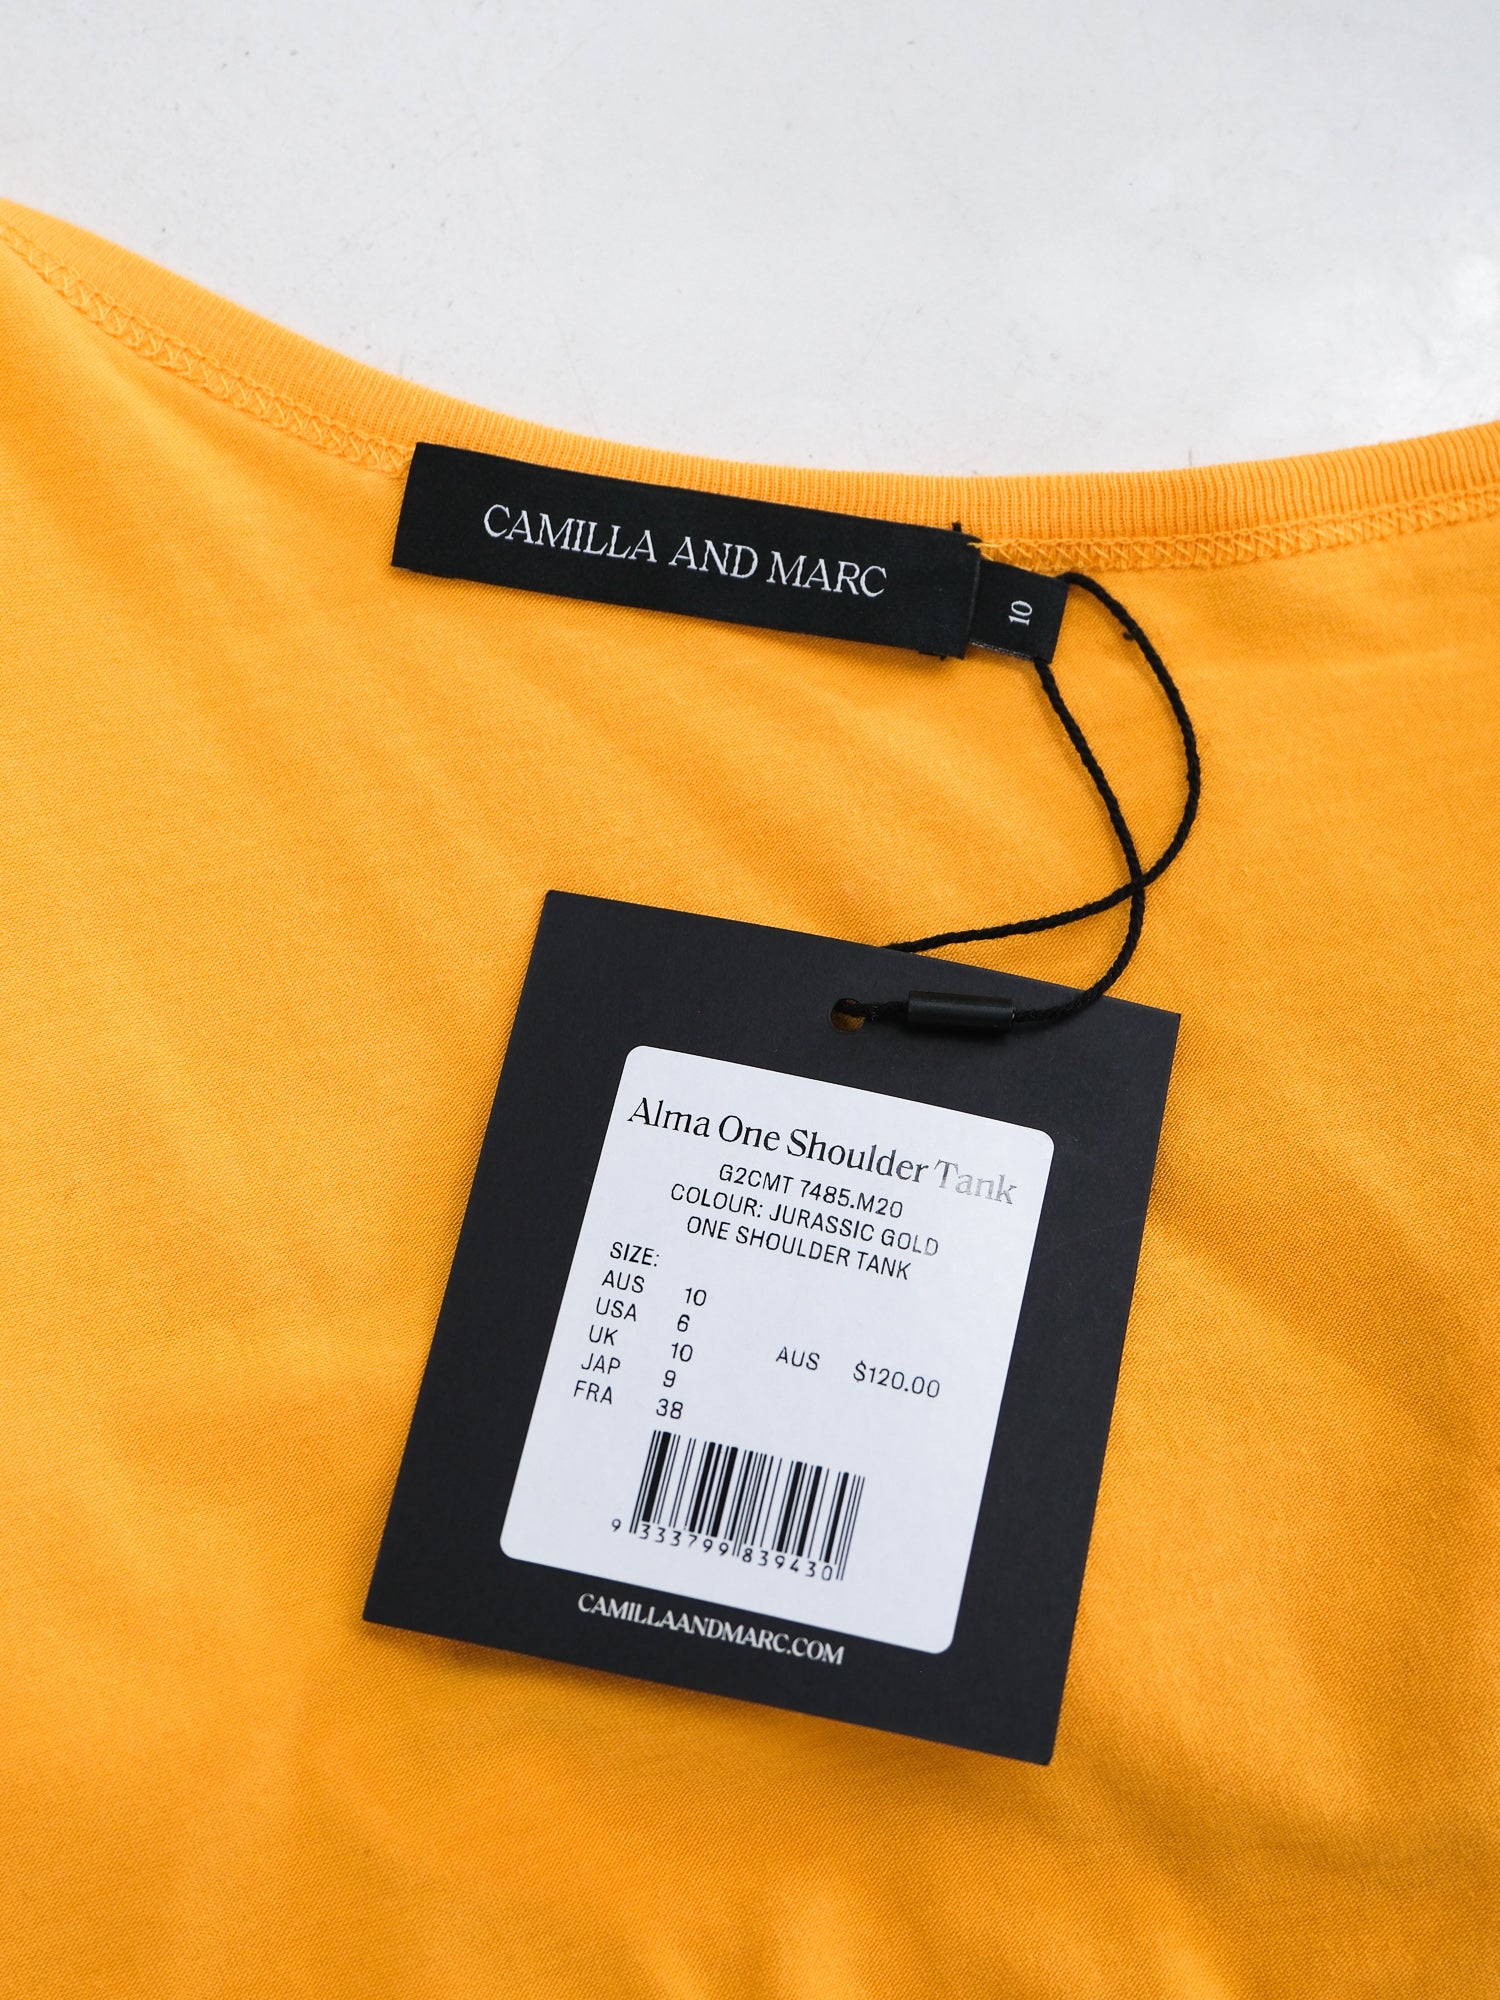 CAMILLA AND MARC
10
Alma One Shoulder Tank
G2CMT 7485.M20
COLOUR: JURASSIC GOLD
ONE SHOULDER TANK
SIZE:
AUS 10
USA 6
UK 10
JAP 9
FRA 38
AUS $120.00
9 333799 839430
CAMILLAANDMARC.COM